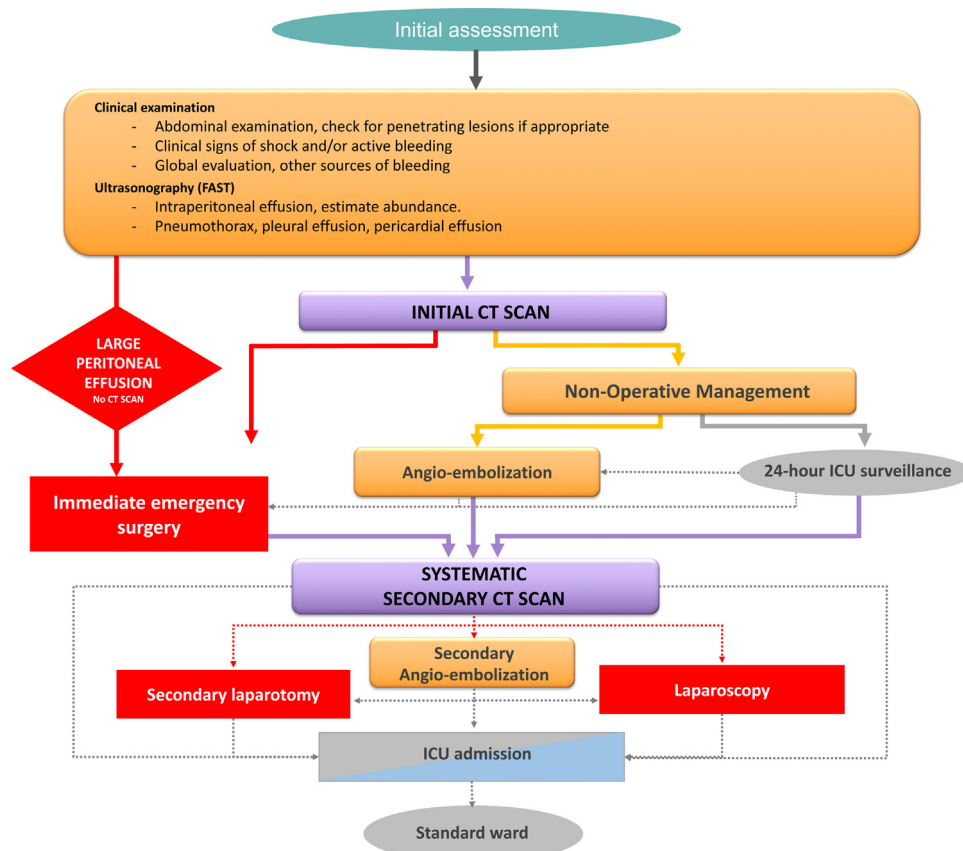 Initial assessment
Clinical examination
- Abdominal examination, check for penetrating lesions if appropriate
- Clinical signs of shock and/or active bleeding
- Global evaluation, other sources of bleeding
Ultrasonography (FAST)
- Intraperitoneal effusion, estimate abundance.
- Pneumothorax, pleural effusion, pericardial effusion
INITIAL CT SCAN
LARGE
PERITONEAL
EFFUSION
No CT SCAN
Non-Operative Management
Angio-embolization
24-hour ICU surveillance
Immediate emergency
surgery
SYSTEMATIC
SECONDARY CT SCAN
Secondary
Angio-embolization
Secondary laparotomy
Laparoscopy
ICU admission
Standard ward